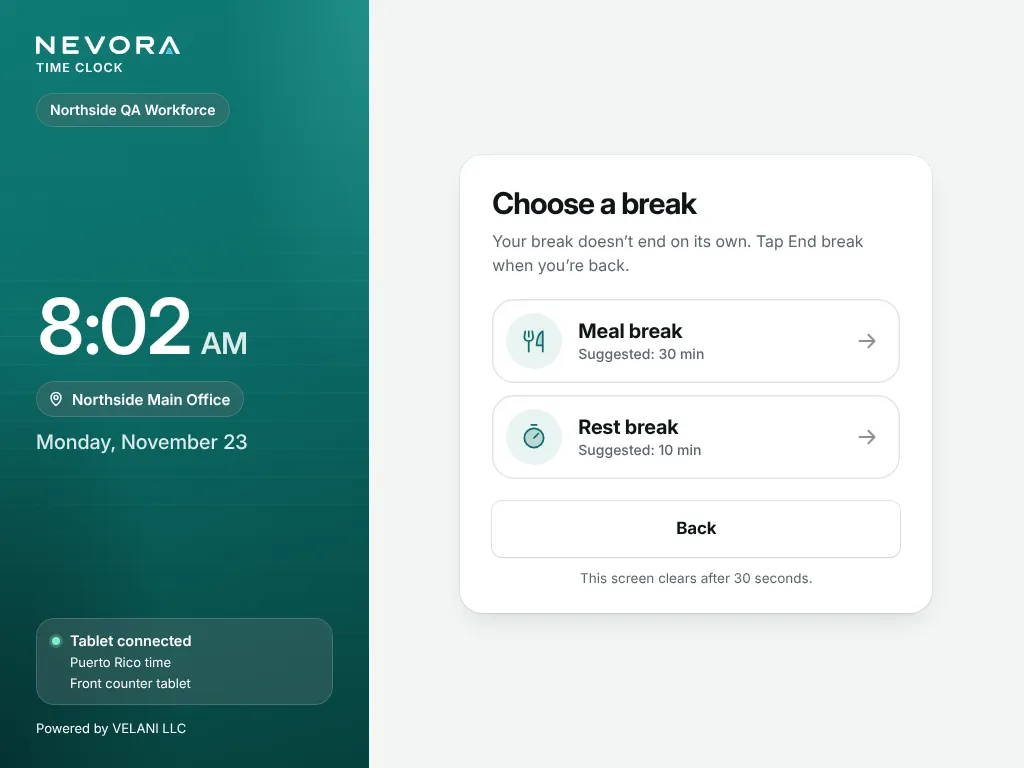 NEVORA
TIME CLOCK
Northside QA Workforce
8:02 AM
Northside Main Office
Monday, November 23
Tablet connected
Puerto Rico time
Front counter tablet
Powered by VELANI LLC
Choose a break
Your break doesn’t end on its own. Tap End break
when you’re back.
Meal break
Suggested: 30 min
Rest break
Suggested: 10 min
Back
This screen clears after 30 seconds.